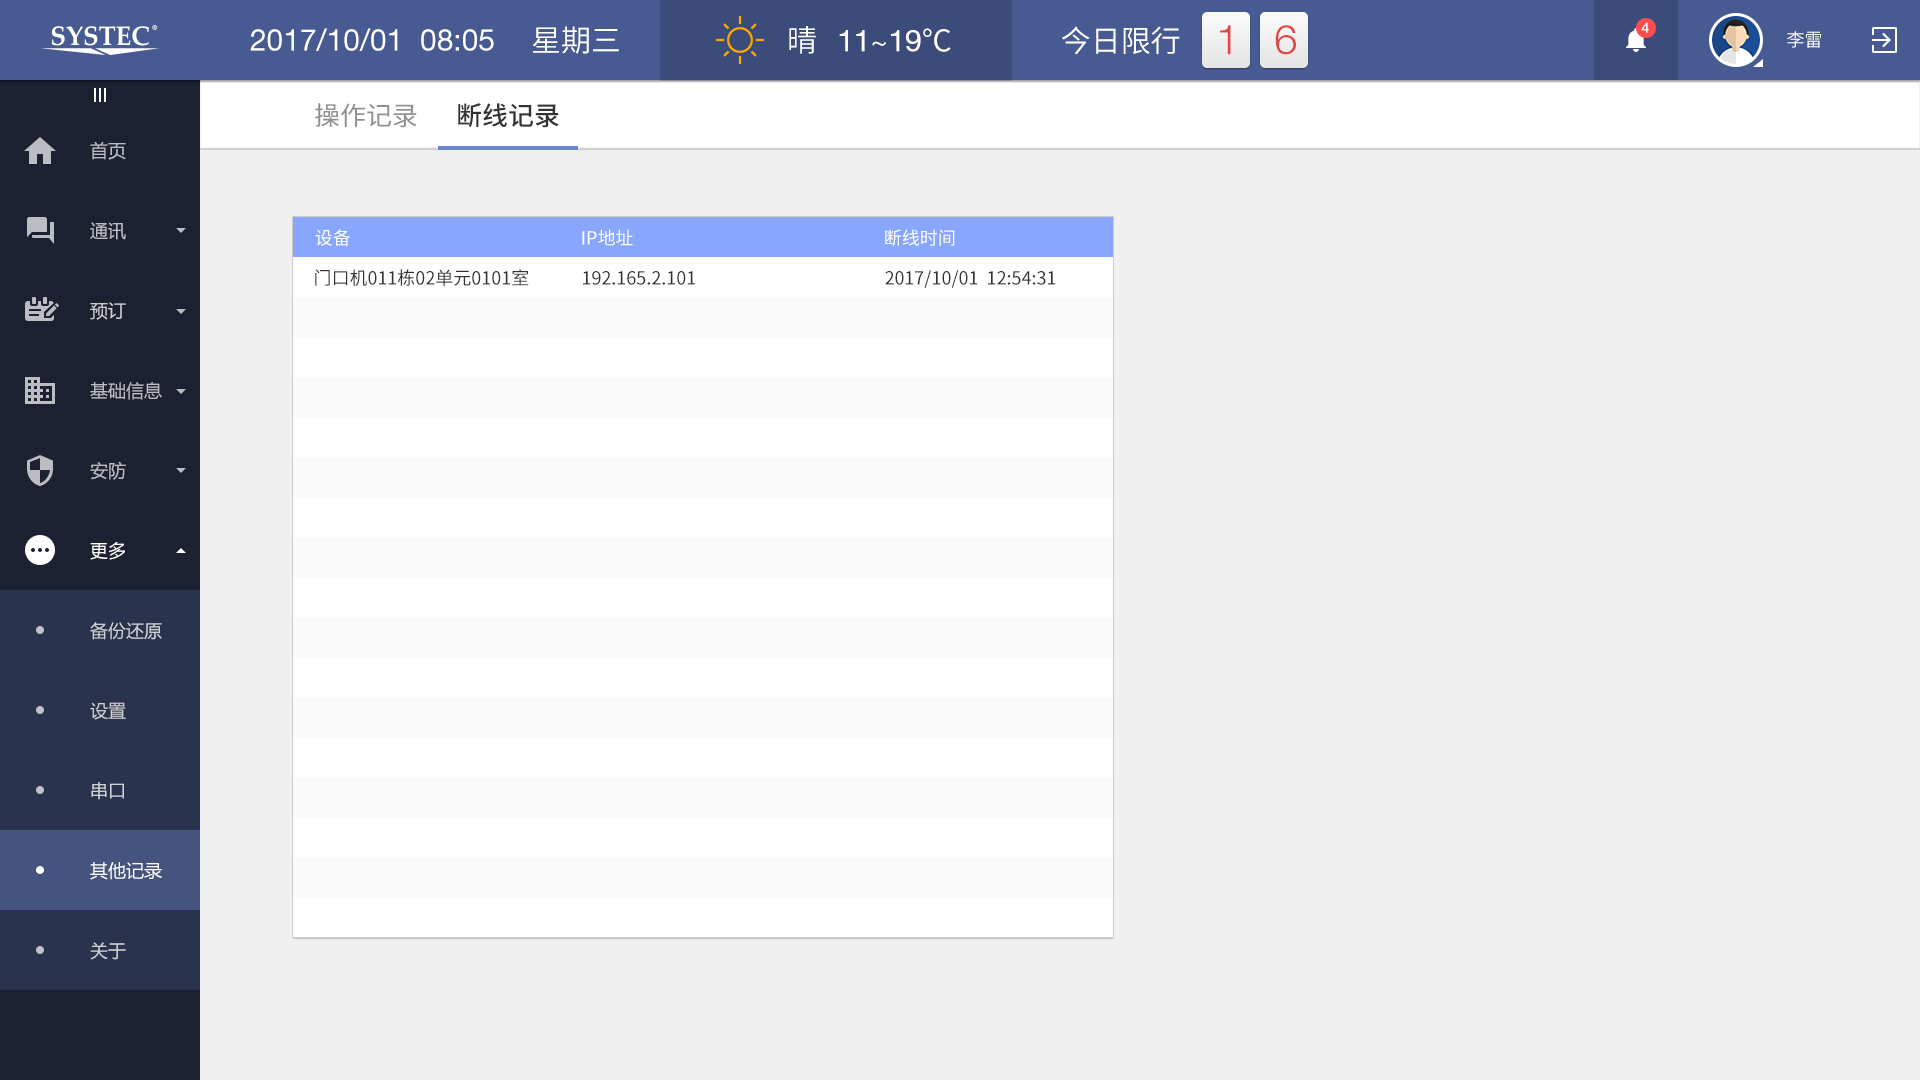 SYSTEC®
2017/10/01 08:05 星期三
晴 11~19℃
今日限行 1 6
4
李雷
操作记录 断线记录
首页
通讯
预订
基础信息
安防
更多
备份还原
设置
串口
其他记录
关于
设备 IP地址 断线时间
门口机011栋02单元0101室 192.165.2.101 2017/10/01 12:54:31